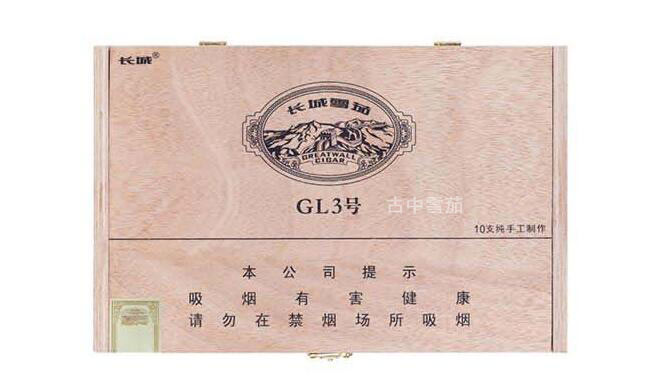 长城®
长城雪茄
GREATWALL
CIGAR
GL3号
古中雪茄
10支纯手工制作
本公司提示
吸烟有害健康
请勿在禁烟场所吸烟